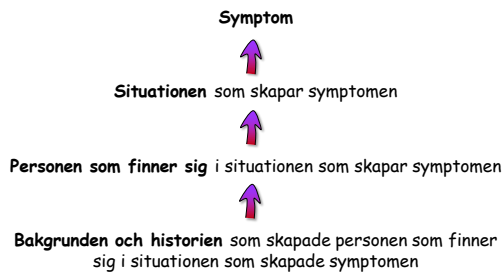 Symptom
Situationen som skapar symptomen
Personen som finner sig i situationen som skapar symptomen
Bakgrunden och historien som skapade personen som finner
sig i situationen som skapade symptomen